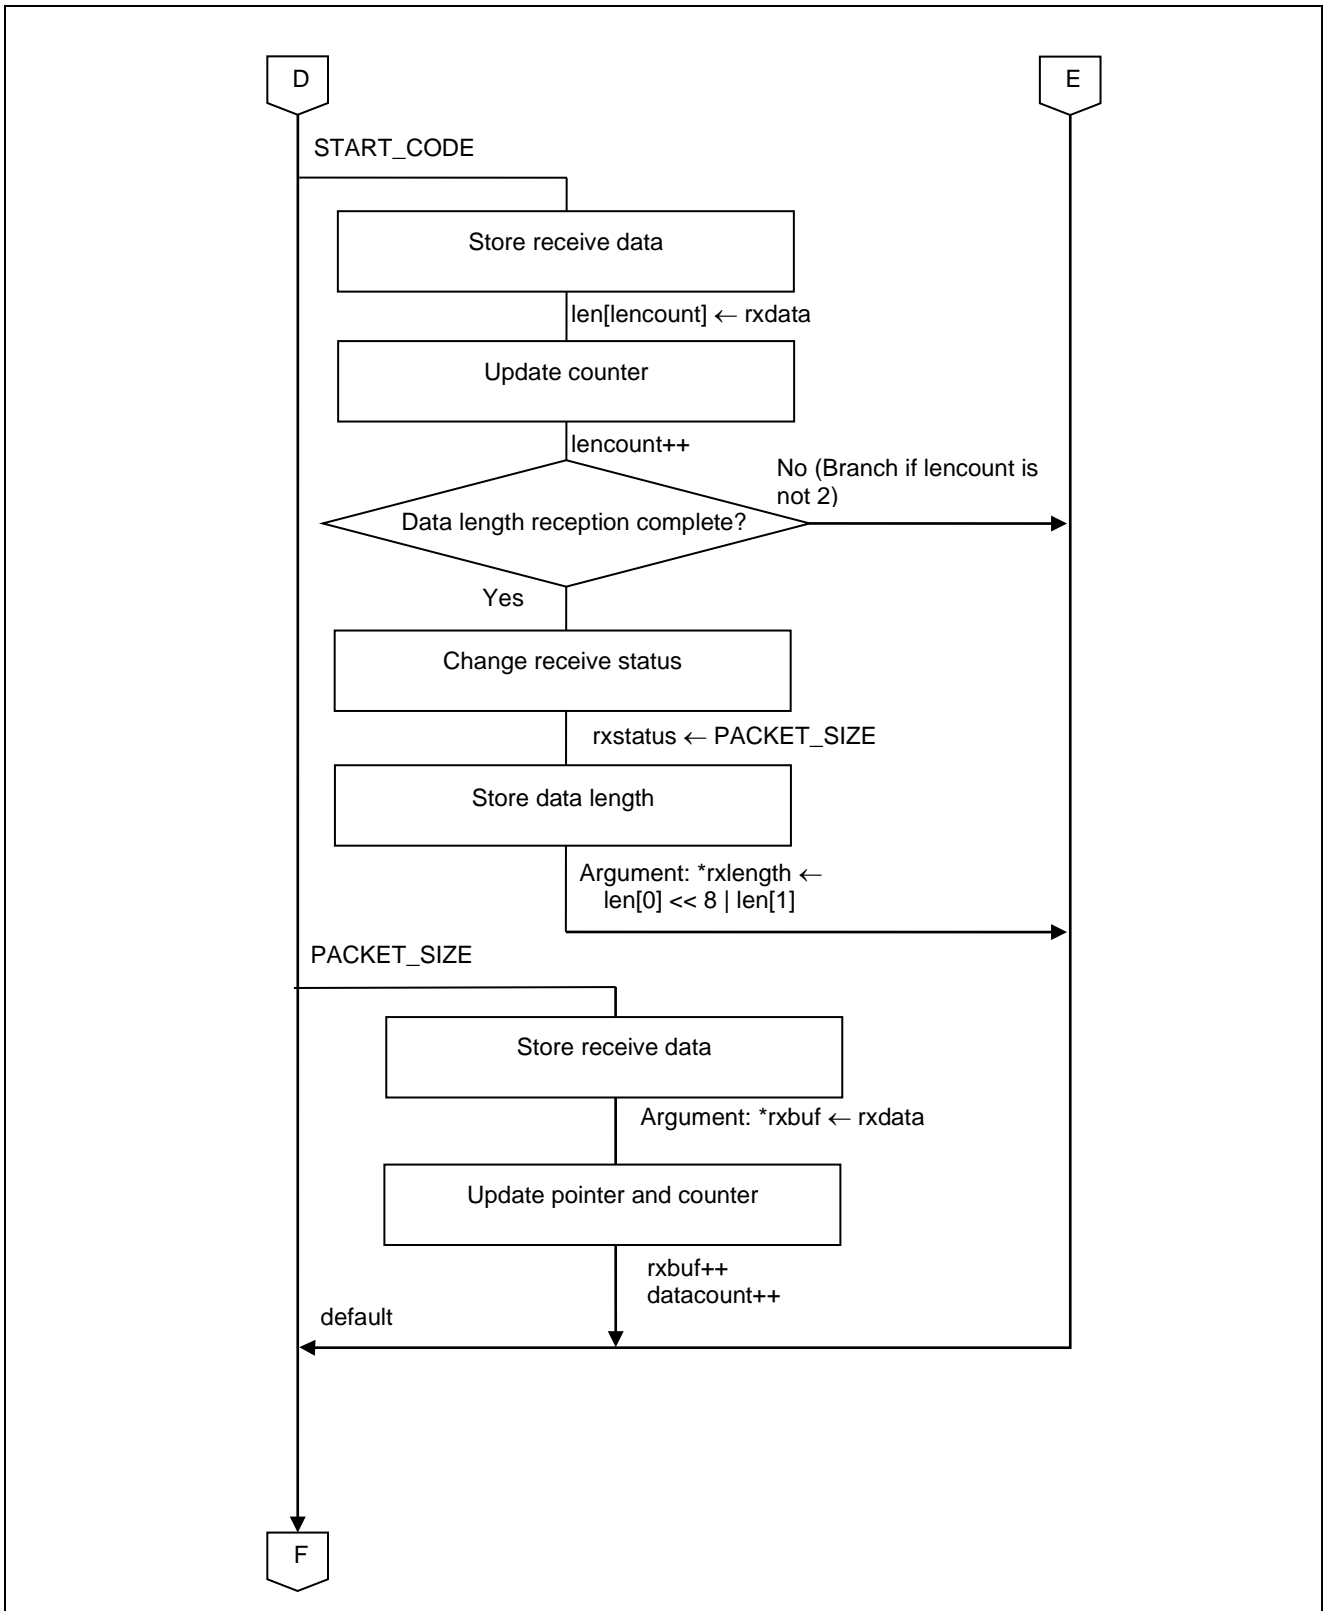 D
E
START_CODE
Store receive data
len[lencount] ← rxdata
Update counter
lencount++
No (Branch if lencount is
not 2)
Data length reception complete?
Yes
Change receive status
rxstatus ← PACKET_SIZE
Store data length
Argument: *rxlength ←
len[0] << 8 | len[1]
PACKET_SIZE
Store receive data
Argument: *rxbuf ← rxdata
Update pointer and counter
rxbuf++
datacount++
default
F